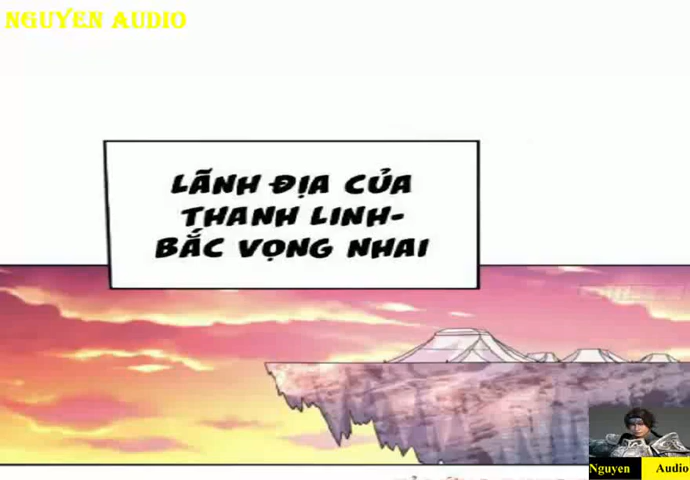 NGUYEN AUDIO
LÃNH ĐỊA CỦA
THANH LINH-
BẮC VỌNG NHAI
Nguyen Audio